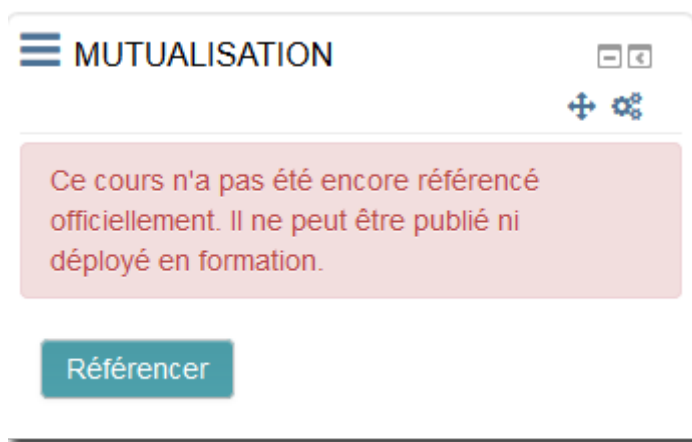 MUTUALISATION
Ce cours n'a pas été encore référencé
officiellement. Il ne peut être publié ni
déployé en formation.
Référencer